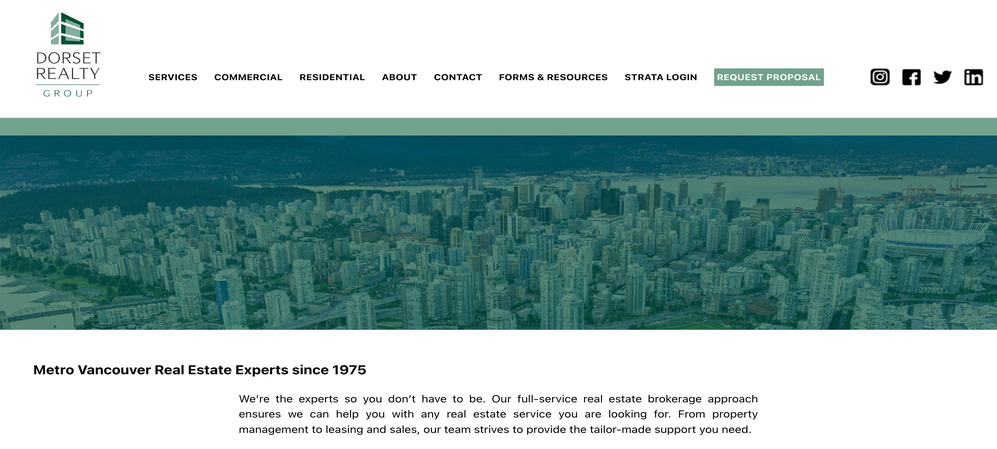 DORSET
REALTY
GROUP
SERVICES COMMERCIAL RESIDENTIAL ABOUT CONTACT FORMS & RESOURCES STRATA LOGIN REQUEST PROPOSAL
Metro Vancouver Real Estate Experts since 1975
We're the experts so you don't have to be. Our full-service real estate brokerage approach
ensures we can help you with any real estate service you are looking for. From property
management to leasing and sales, our team strives to provide the tailor-made support you need.